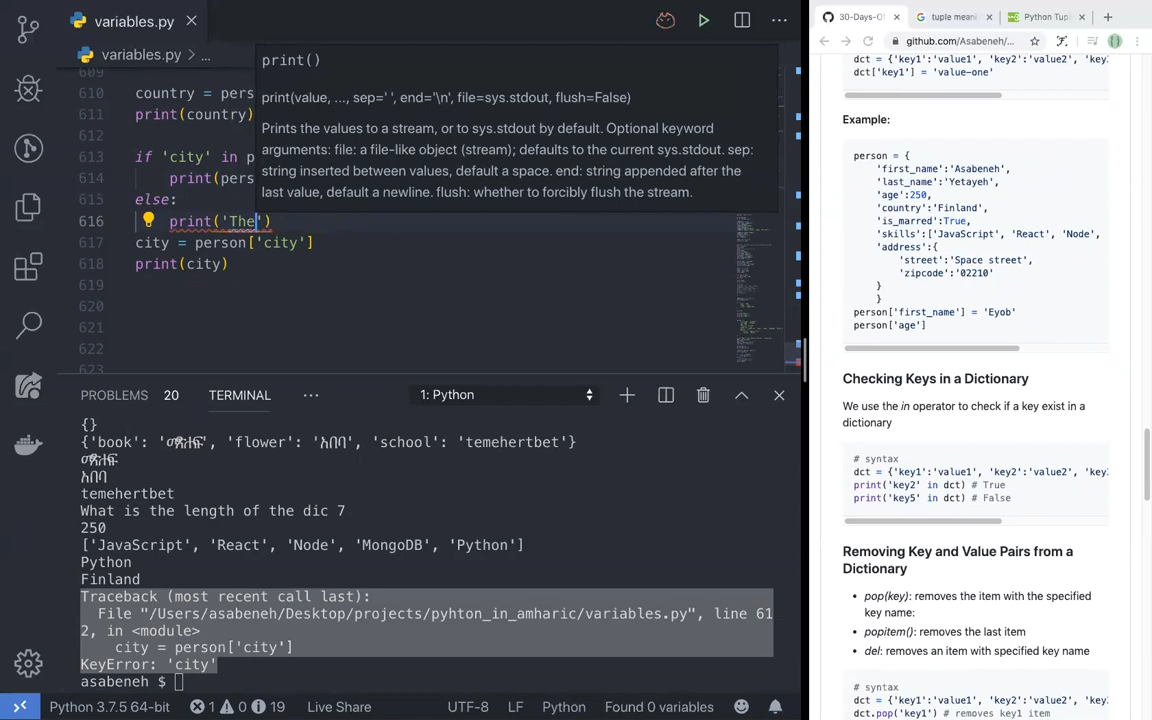 variables.py
variables.py > ...
609
610 country = pers
611 print(country)
612
613 if 'city' in p
614 print(pers
615 else:
616 print('The')
617 city = person['city']
618 print(city)
619
620
621
622
623
print()
print(value, ..., sep=' ', end='\n', file=sys.stdout, flush=False)
Prints the values to a stream, or to sys.stdout by default. Optional keyword
arguments: file: a file-like object (stream); defaults to the current sys.stdout. sep:
string inserted between values, default a space. end: string appended after the
last value, default a newline. flush: whether to forcibly flush the stream.
PROBLEMS 20 TERMINAL ... 1: Python
{}
{'book': 'መጽሐፍ', 'flower': 'አበባ', 'school': 'temehertbet'}
መጽሐፍ
አበባ
temehertbet
What is the length of the dic 7
250
['JavaScript', 'React', 'Node', 'MongoDB', 'Python']
Python
Finland
Traceback (most recent call last):
File "/Users/asabeneh/Desktop/projects/pyhton_in_amharic/variables.py", line 61
2, in <module>
city = person['city']
KeyError: 'city'
asabeneh $
Python 3.7.5 64-bit 1 0 19 Live Share UTF-8 LF Python Found 0 variables
30-Days-O tuple meani Python Tup
github.com/Asabeneh/...
dct = {'key1':'value1', 'key2':'value2', 'key
dct['key1'] = 'value-one'
Example:
person = {
'first_name':'Asabeneh',
'last_name':'Yetayeh',
'age':250,
'country':'Finland',
'is_marred':True,
'skills':['JavaScript', 'React', 'Node',
'address':{
'street':'Space street',
'zipcode':'02210'
}
}
person['first_name'] = 'Eyob'
person['age']
Checking Keys in a Dictionary
We use the in operator to check if a key exist in a
dictionary
# syntax
dct = {'key1':'value1', 'key2':'value2', 'key
print('key2' in dct) # True
print('key5' in dct) # False
Removing Key and Value Pairs from a
Dictionary
• pop(key): removes the item with the specified
key name:
• popitem(): removes the last item
• del: removes an item with specified key name
# syntax
dct = {'key1':'value1', 'key2':'value2', 'key
dct.pop('key1') # removes key1 item